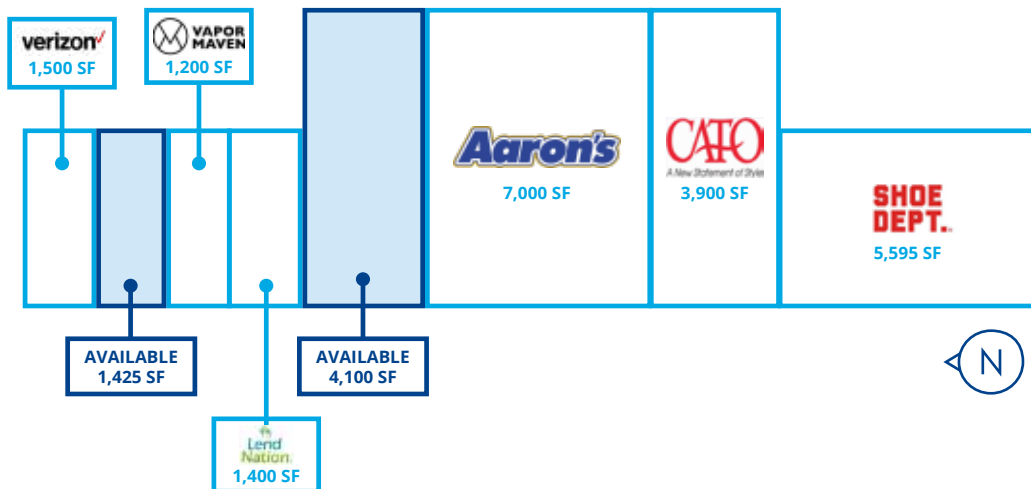 verizon
1,500 SF
VAPOR
MAVEN
1,200 SF
Aaron's
7,000 SF
CATO
A New Statement of Style
3,900 SF
SHOE
DEPT.
5,595 SF
AVAILABLE
1,425 SF
AVAILABLE
4,100 SF
N
Lend
Nation
1,400 SF